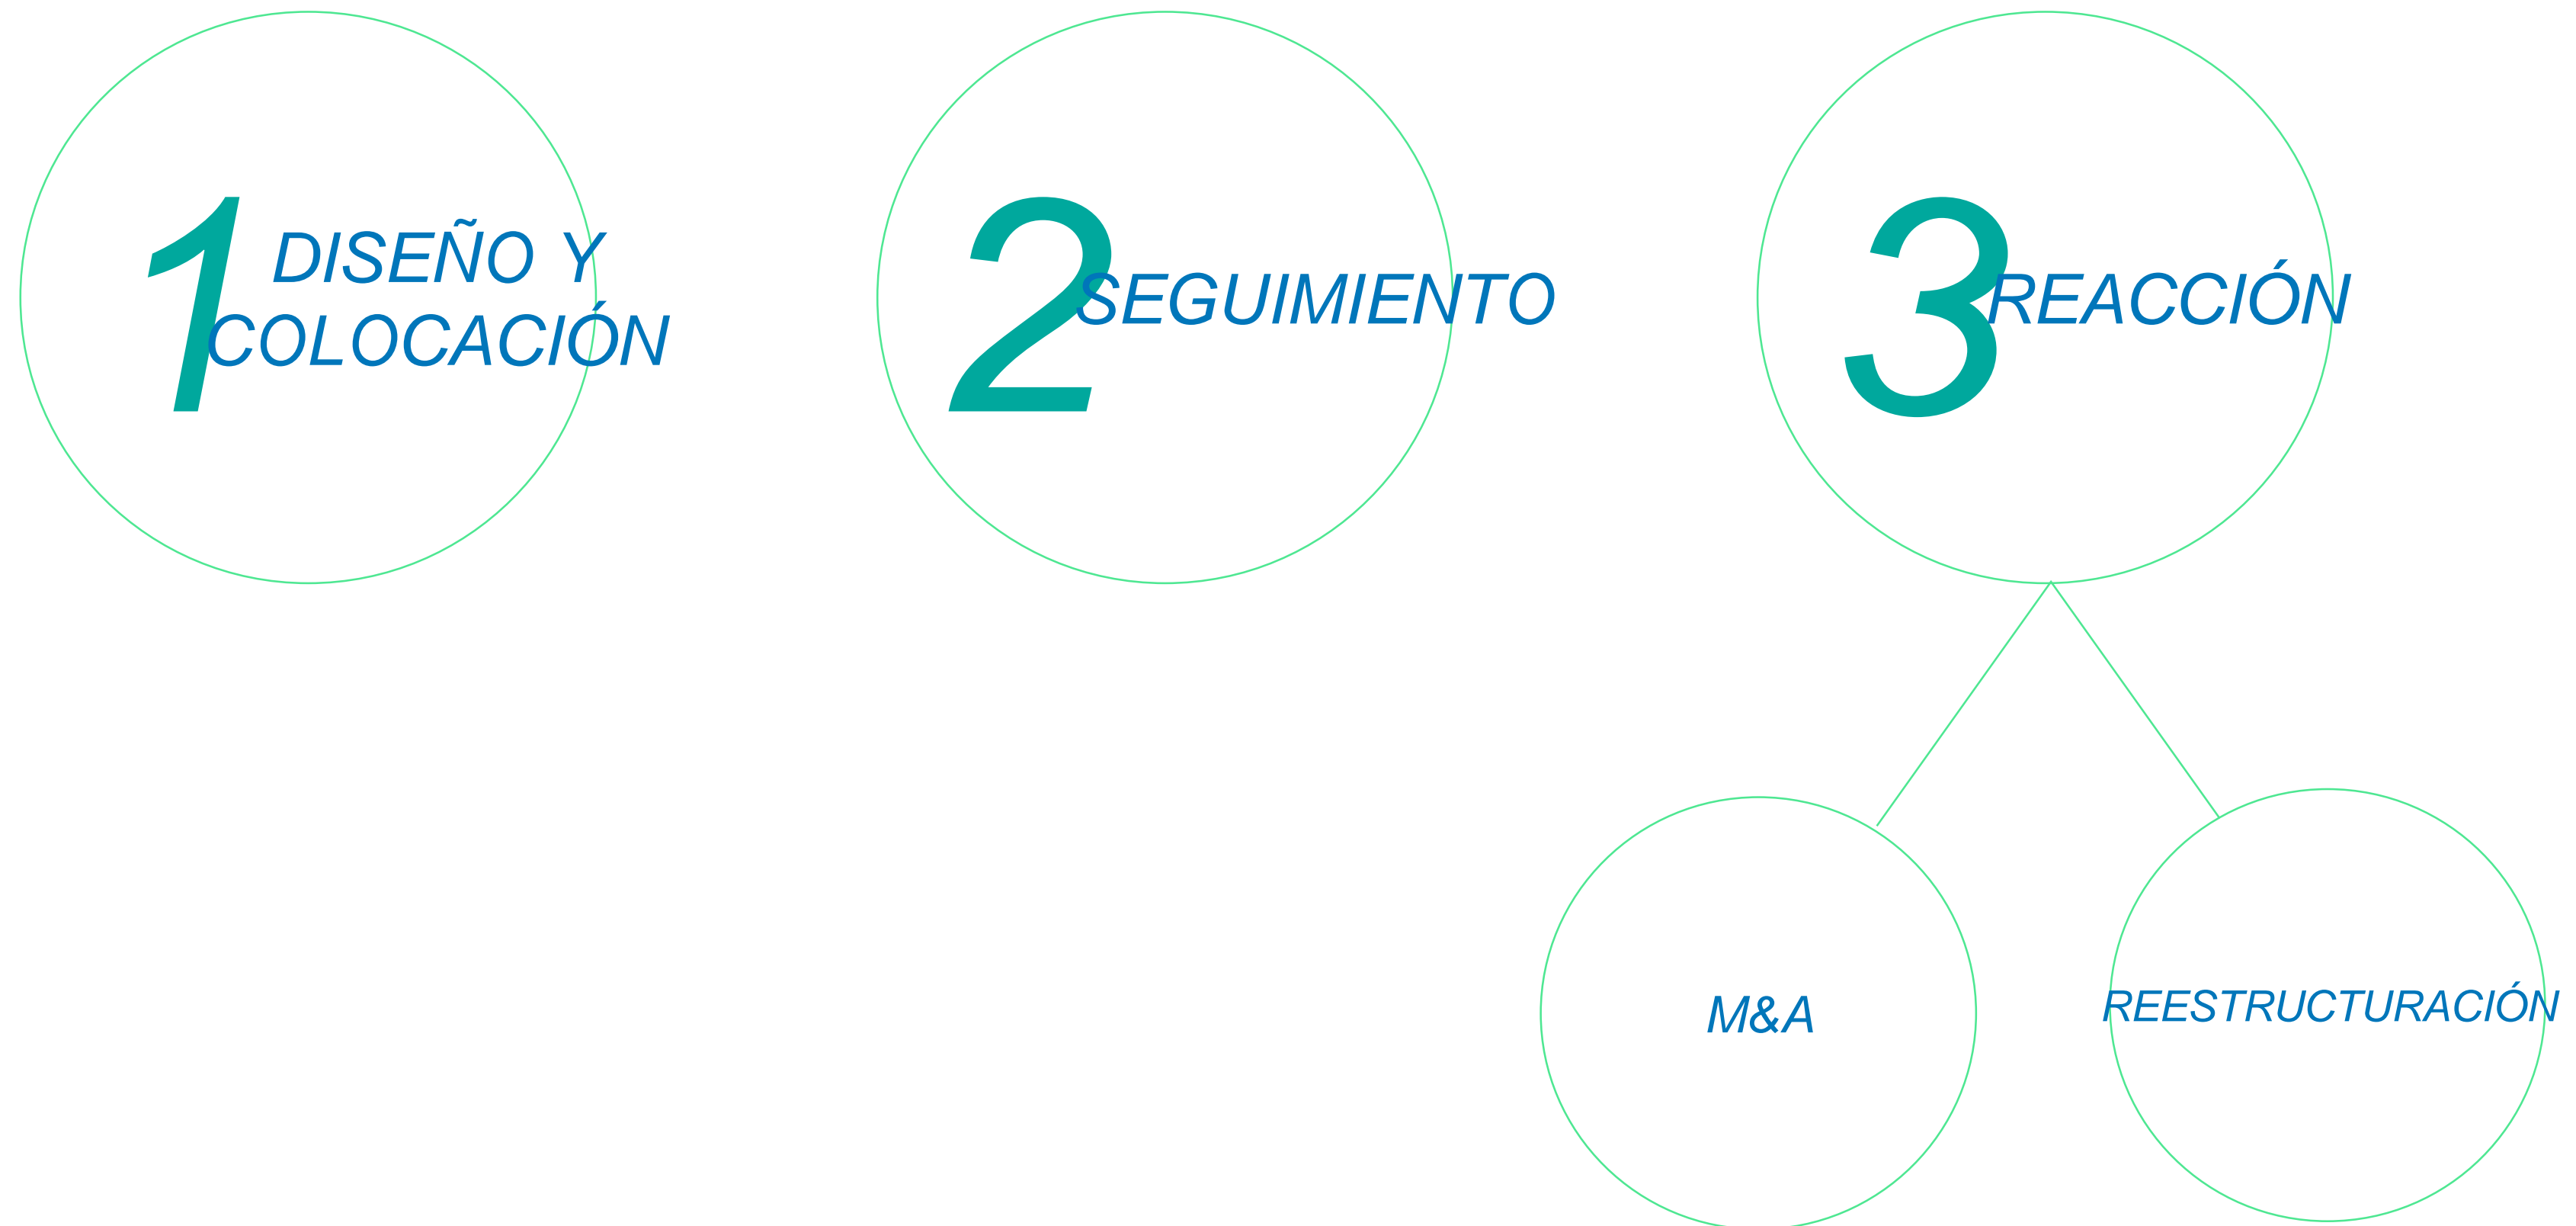 1
DISEÑO Y
COLOCACIÓN
2
SEGUIMIENTO
3
REACCIÓN
M&A
REESTRUCTURACIÓN